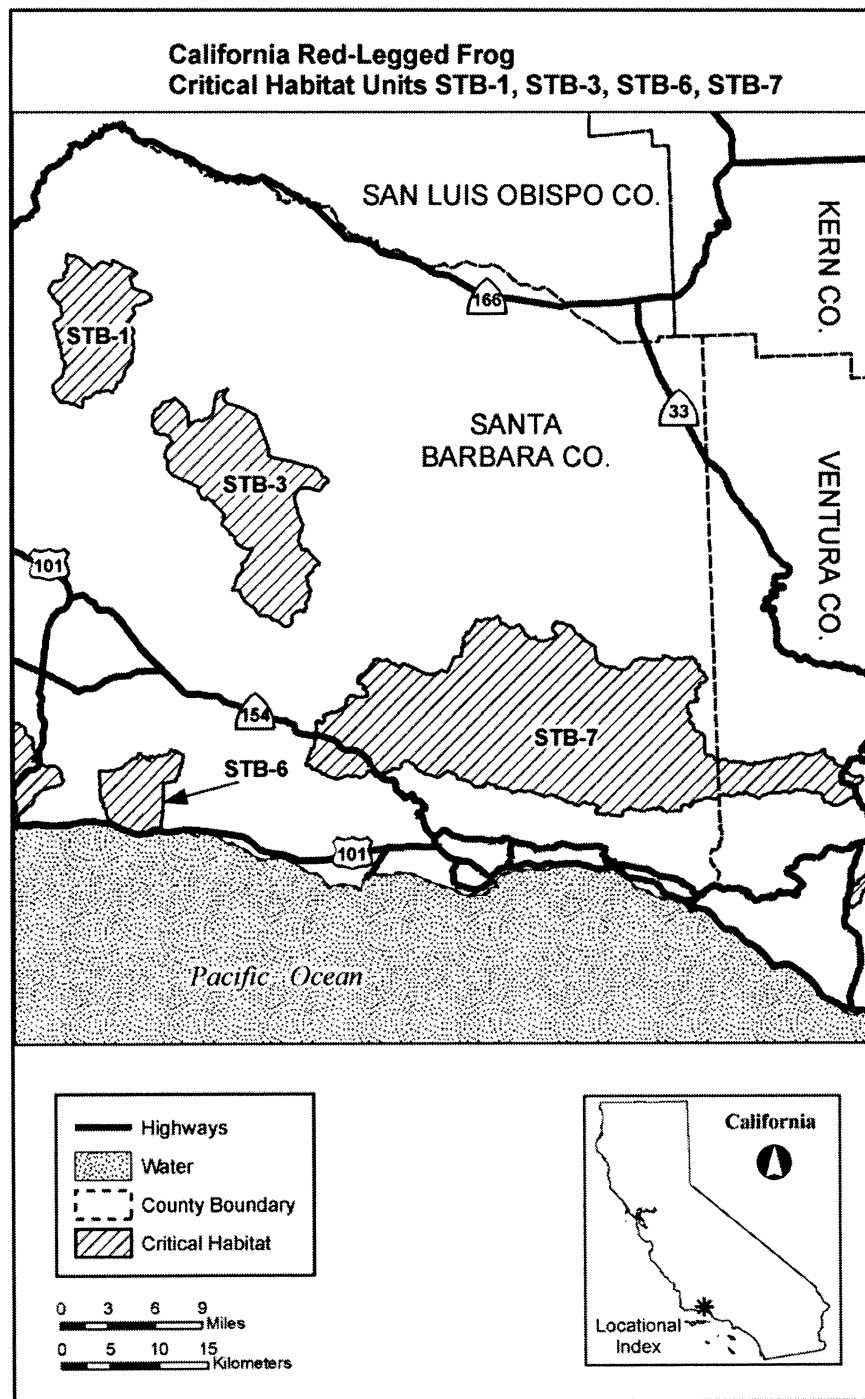 California Red-Legged Frog
Critical Habitat Units STB-1, STB-3, STB-6, STB-7
SAN LUIS OBISPO CO.
KERN CO.
166
STB-1
33
SANTA
BARBARA CO.
STB-3
VENTURA CO.
101
154
STB-7
STB-6
101
Pacific Ocean
Highways
Water
County Boundary
Critical Habitat
0 3 6 9
Miles
0 5 10 15
Kilometers
California
Locational
Index